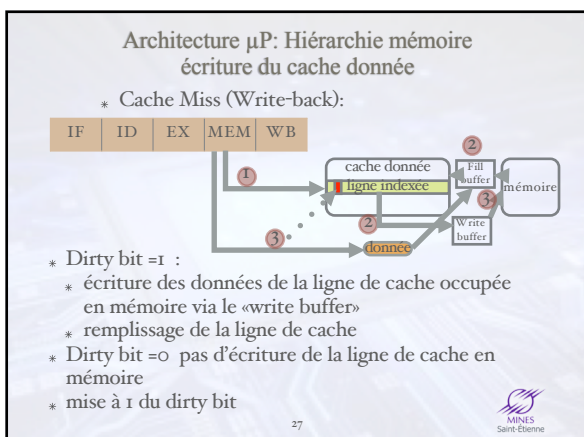 Architecture µP: Hiérarchie mémoire
écriture du cache donnée
* Cache Miss (Write-back):
IF ID EX MEM WB
2
1
cache donnée
Fill
buffer
ligne indexée
mémoire
3
2
Write
buffer
3
donnée
* Dirty bit =1 :
* écriture des données de la ligne de cache occupée
en mémoire via le «write buffer»
* remplissage de la ligne de cache
* Dirty bit =0 pas d'écriture de la ligne de cache en
mémoire
* mise à 1 du dirty bit
27
MINES
Saint-Étienne